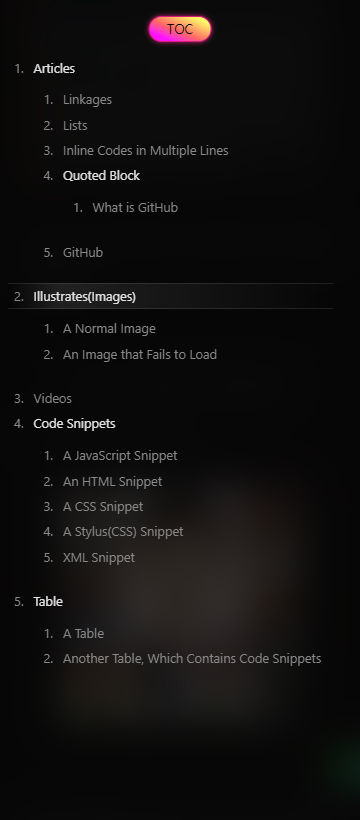 TOC
1. Articles
1. Linkages
2. Lists
3. Inline Codes in Multiple Lines
4. Quoted Block
1. What is GitHub
5. GitHub
2. Illustrates(Images)
1. A Normal Image
2. An Image that Fails to Load
3. Videos
4. Code Snippets
1. A JavaScript Snippet
2. An HTML Snippet
3. A CSS Snippet
4. A Stylus(CSS) Snippet
5. XML Snippet
5. Table
1. A Table
2. Another Table, Which Contains Code Snippets